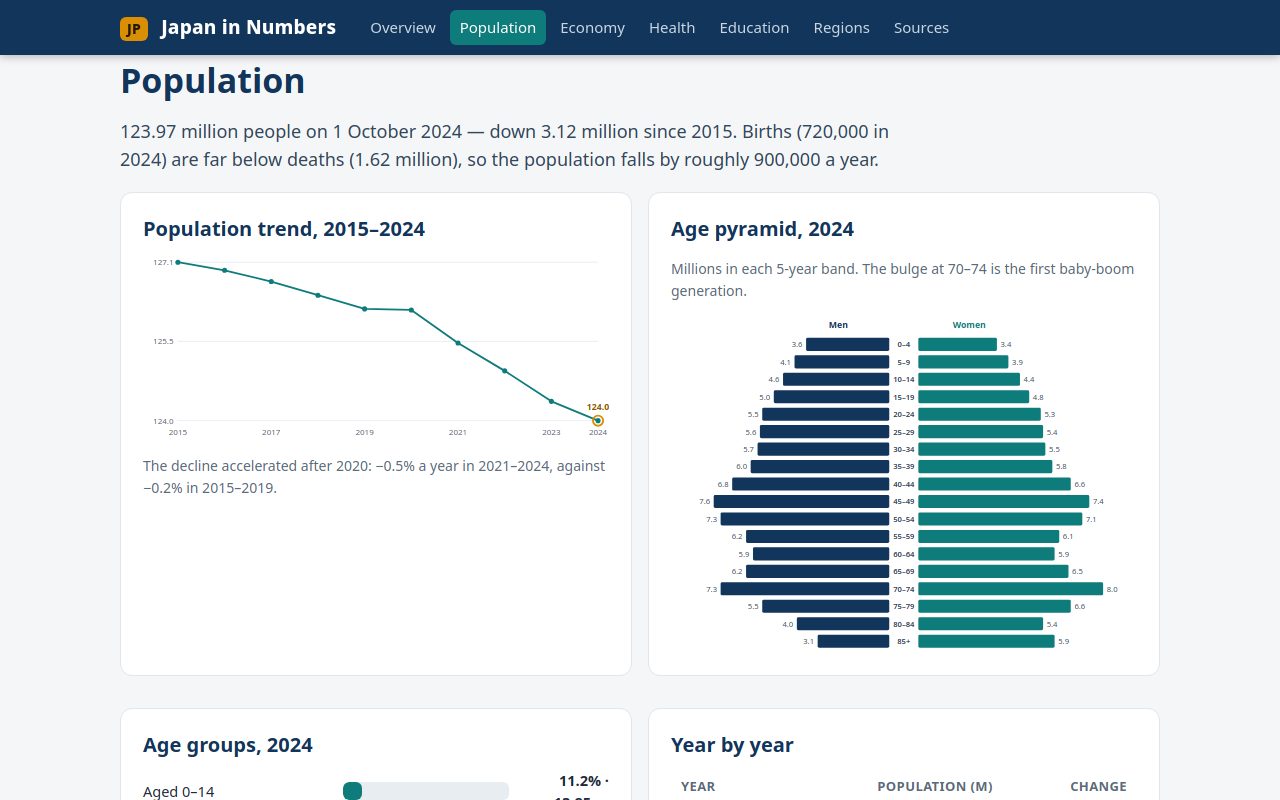 JP Japan in Numbers Overview Population Economy Health Education Regions Sources
Population
123.97 million people on 1 October 2024 — down 3.12 million since 2015. Births (720,000 in
2024) are far below deaths (1.62 million), so the population falls by roughly 900,000 a year.
Population trend, 2015–2024
127.1
125.5
124.0
124.0
2015 2017 2019 2021 2023 2024
The decline accelerated after 2020: −0.5% a year in 2021–2024, against
−0.2% in 2015–2019.
Age pyramid, 2024
Millions in each 5-year band. The bulge at 70–74 is the first baby-boom
generation.
Men Women
3.6 0–4 3.4
4.1 5–9 3.9
4.6 10–14 4.4
5.0 15–19 4.8
5.5 20–24 5.3
5.6 25–29 5.4
5.7 30–34 5.5
6.0 35–39 5.8
6.8 40–44 6.6
7.6 45–49 7.4
7.3 50–54 7.1
6.2 55–59 6.1
5.9 60–64 5.9
6.2 65–69 6.5
7.3 70–74 8.0
5.5 75–79 6.6
4.0 80–84 5.4
3.1 85+ 5.9
Age groups, 2024
Aged 0–14 11.2% ·
Year by year
YEAR POPULATION (M) CHANGE